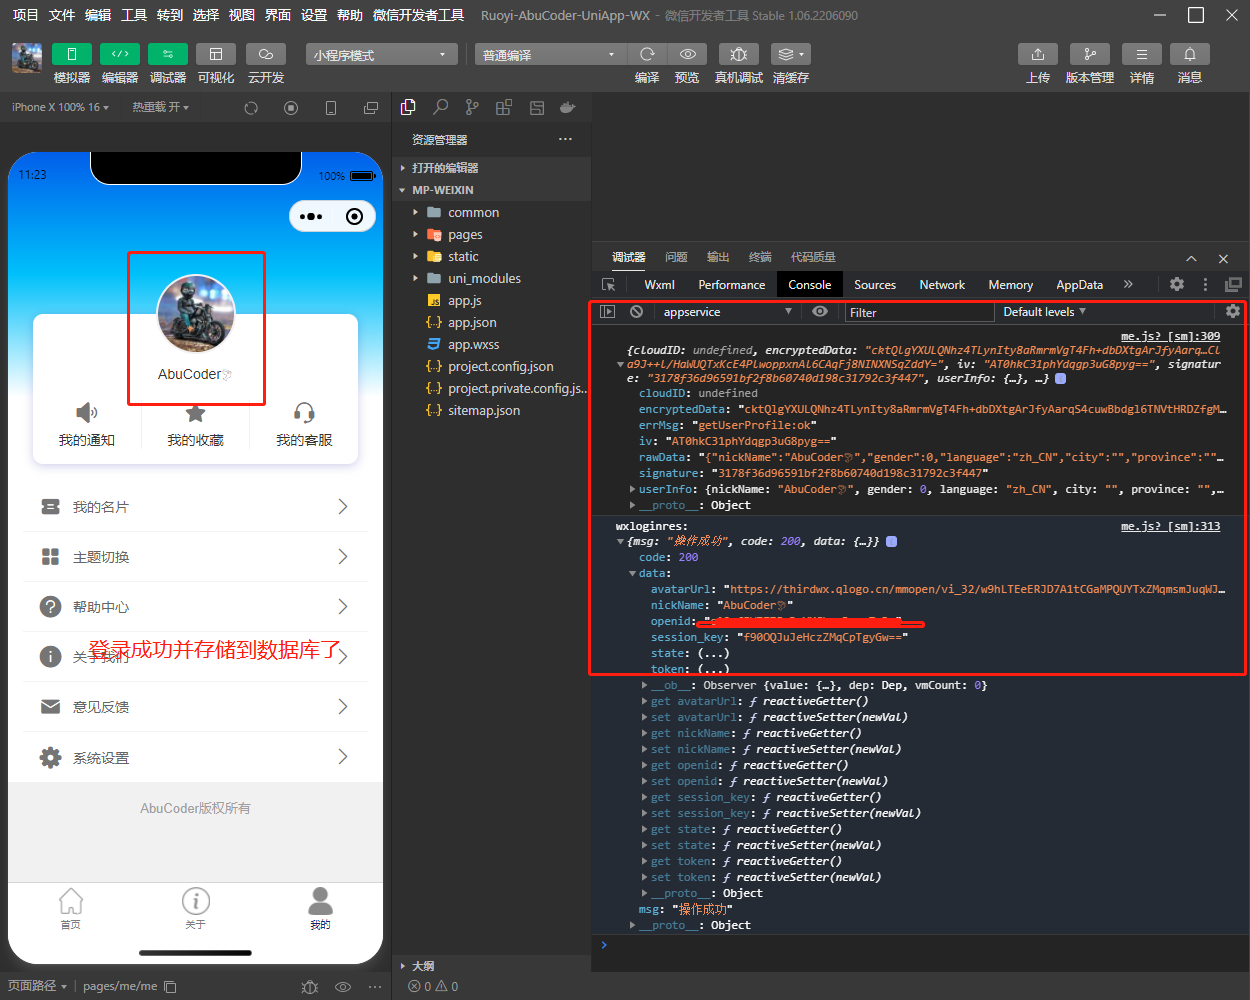 项目 文件 编辑 工具 转到 选择 视图 界面 设置 帮助 微信开发者工具 Ruoyi-AbuCoder-UniApp-WX - 微信开发者工具 Stable 1.06.2206090
小程序模式 普通编译
模拟器 编辑器 调试器 可视化 云开发 编译 预览 真机调试 清缓存 上传 版本管理 详情 消息
iPhone X 100% 16 热重载 开
11:23 100%
AbuCoder
我的通知 我的收藏 我的客服
我的名片
主题切换
帮助中心
关于我们
登录成功并存储到数据库了
意见反馈
系统设置
AbuCoder版权所有
首页 关于 我的
页面路径 pages/me/me
资源管理器
打开的编辑器
MP-WEIXIN
common
pages
static
uni_modules
app.js
app.json
app.wxss
project.config.json
project.private.config.js...
sitemap.json
大纲
0 0
调试器 问题 输出 终端 代码质量
Wxml Performance Console Sources Network Memory AppData »
appservice Filter Default levels
me.js? [sm]:309
{cloudID: undefined, encryptedData: "cktQlgYXULQNhz4TLynIty8aRmrmVgT4Fh+dbDXtgArJfyAarq…Cl
a9J++l/HaWUQTxKcE4PlwoppxnAl6CAqFj8NINXNSqZddY=", iv: "AT0hkC31phYdqgp3uG8pyg==", signatur
e: "3178f36d96591bf2f8b60740d198c31792c3f447", userInfo: {…}, …}
cloudID: undefined
encryptedData: "cktQlgYXULQNhz4TLynIty8aRmrmVgT4Fh+dbDXtgArJfyAarqS4cuwBbdgl6TNVtHRDZfgM…
errMsg: "getUserProfile:ok"
iv: "AT0hkC31phYdqgp3uG8pyg=="
rawData: "{"nickName":"AbuCoder🕊","gender":0,"language":"zh_CN","city":"","province":""…
signature: "3178f36d96591bf2f8b60740d198c31792c3f447"
userInfo: {nickName: "AbuCoder🕊", gender: 0, language: "zh_CN", city: "", province: "",…
__proto__: Object
wxloginres: me.js? [sm]:313
{msg: "操作成功", code: 200, data: {…}}
code: 200
data:
avatarUrl: "https://thirdwx.qlogo.cn/mmopen/vi_32/w9hLTEeERJD7A1tCGaMPQUYTxZMqmsmJuqWJ…
nickName: "AbuCoder🕊"
openid:
session_key: "f90OQJuJeHczZMqCpTgyGw=="
state: (...)
token: (...)
__ob__: Observer {value: {…}, dep: Dep, vmCount: 0}
get avatarUrl: ƒ reactiveGetter()
set avatarUrl: ƒ reactiveSetter(newVal)
get nickName: ƒ reactiveGetter()
set nickName: ƒ reactiveSetter(newVal)
get openid: ƒ reactiveGetter()
set openid: ƒ reactiveSetter(newVal)
get session_key: ƒ reactiveGetter()
set session_key: ƒ reactiveSetter(newVal)
get state: ƒ reactiveGetter()
set state: ƒ reactiveSetter(newVal)
get token: ƒ reactiveGetter()
set token: ƒ reactiveSetter(newVal)
__proto__: Object
msg: "操作成功"
__proto__: Object